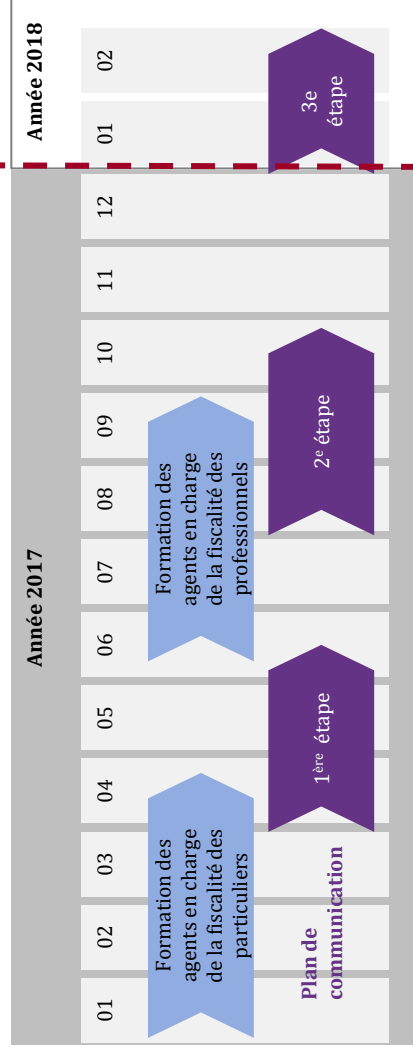 Année 2017
Année 2018
01
02
03
04
05
06
07
08
09
10
11
12
01
02
Formation des
agents en charge
de la fiscalité des
particuliers
Formation des
agents en charge
de la fiscalité des
professionnels
Plan de
communication
1ère étape
2e étape
3e
étape